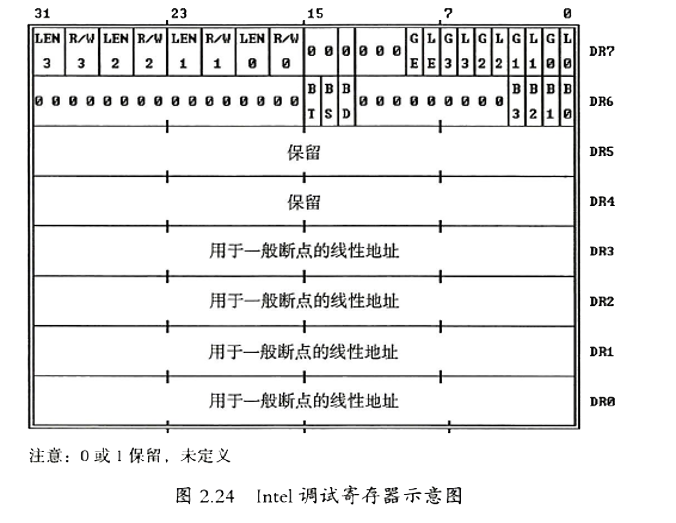 31 23 15 7 0
LEN 3 R/W 3 LEN 2 R/W 2 LEN 1 R/W 1 LEN 0 R/W 0 0 0 0 0 0 0 G E L E G 3 L 3 G 2 L 2 G 1 L 1 G 0 L 0 DR7
0 0 0 0 0 0 0 0 0 0 0 0 0 0 0 0 B T B S B D 0 0 0 0 0 0 0 0 0 B 3 B 2 B 1 B 0 DR6
保留 DR5
保留 DR4
用于一般断点的线性地址 DR3
用于一般断点的线性地址 DR2
用于一般断点的线性地址 DR1
用于一般断点的线性地址 DR0
注意：0 或 1 保留，未定义
图 2.24 Intel 调试寄存器示意图